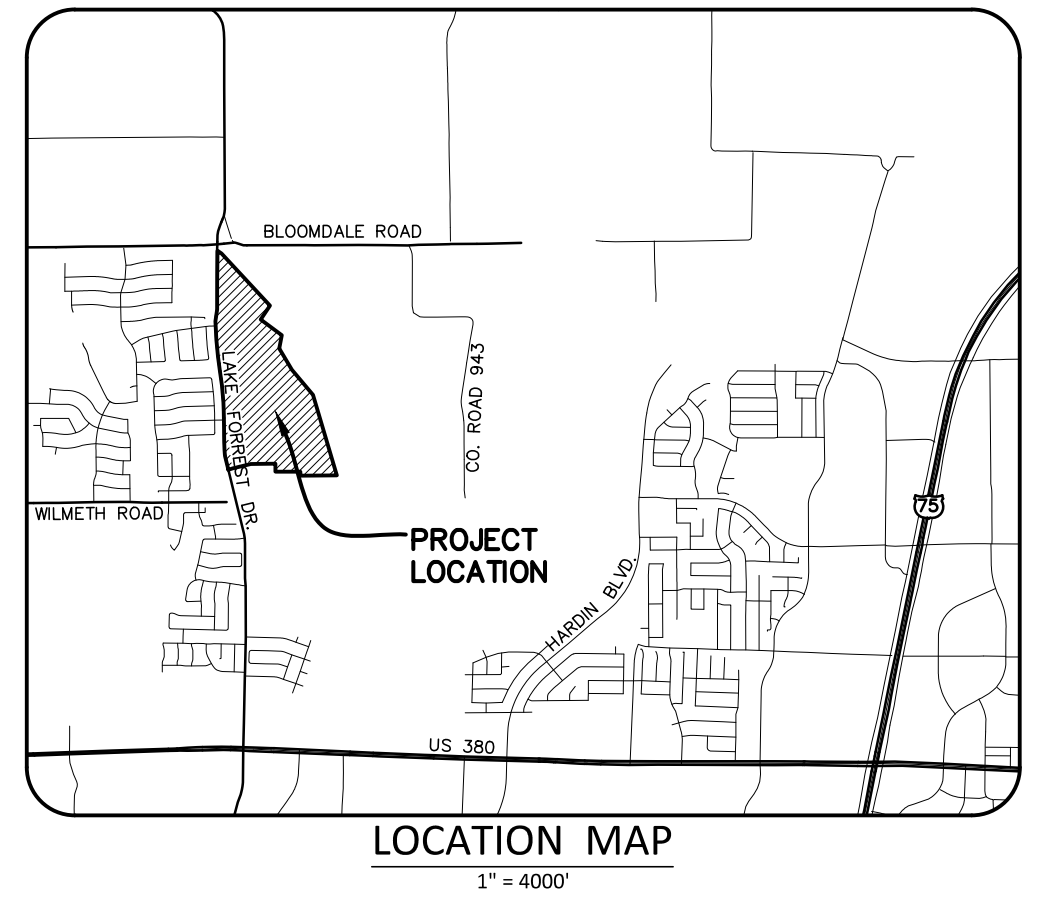 BLOOMDALE ROAD
LAKE FORREST DR.
CO. ROAD 943
75
WILMETH ROAD
PROJECT
LOCATION
HARDIN BLVD.
US 380
LOCATION MAP
1" = 4000'